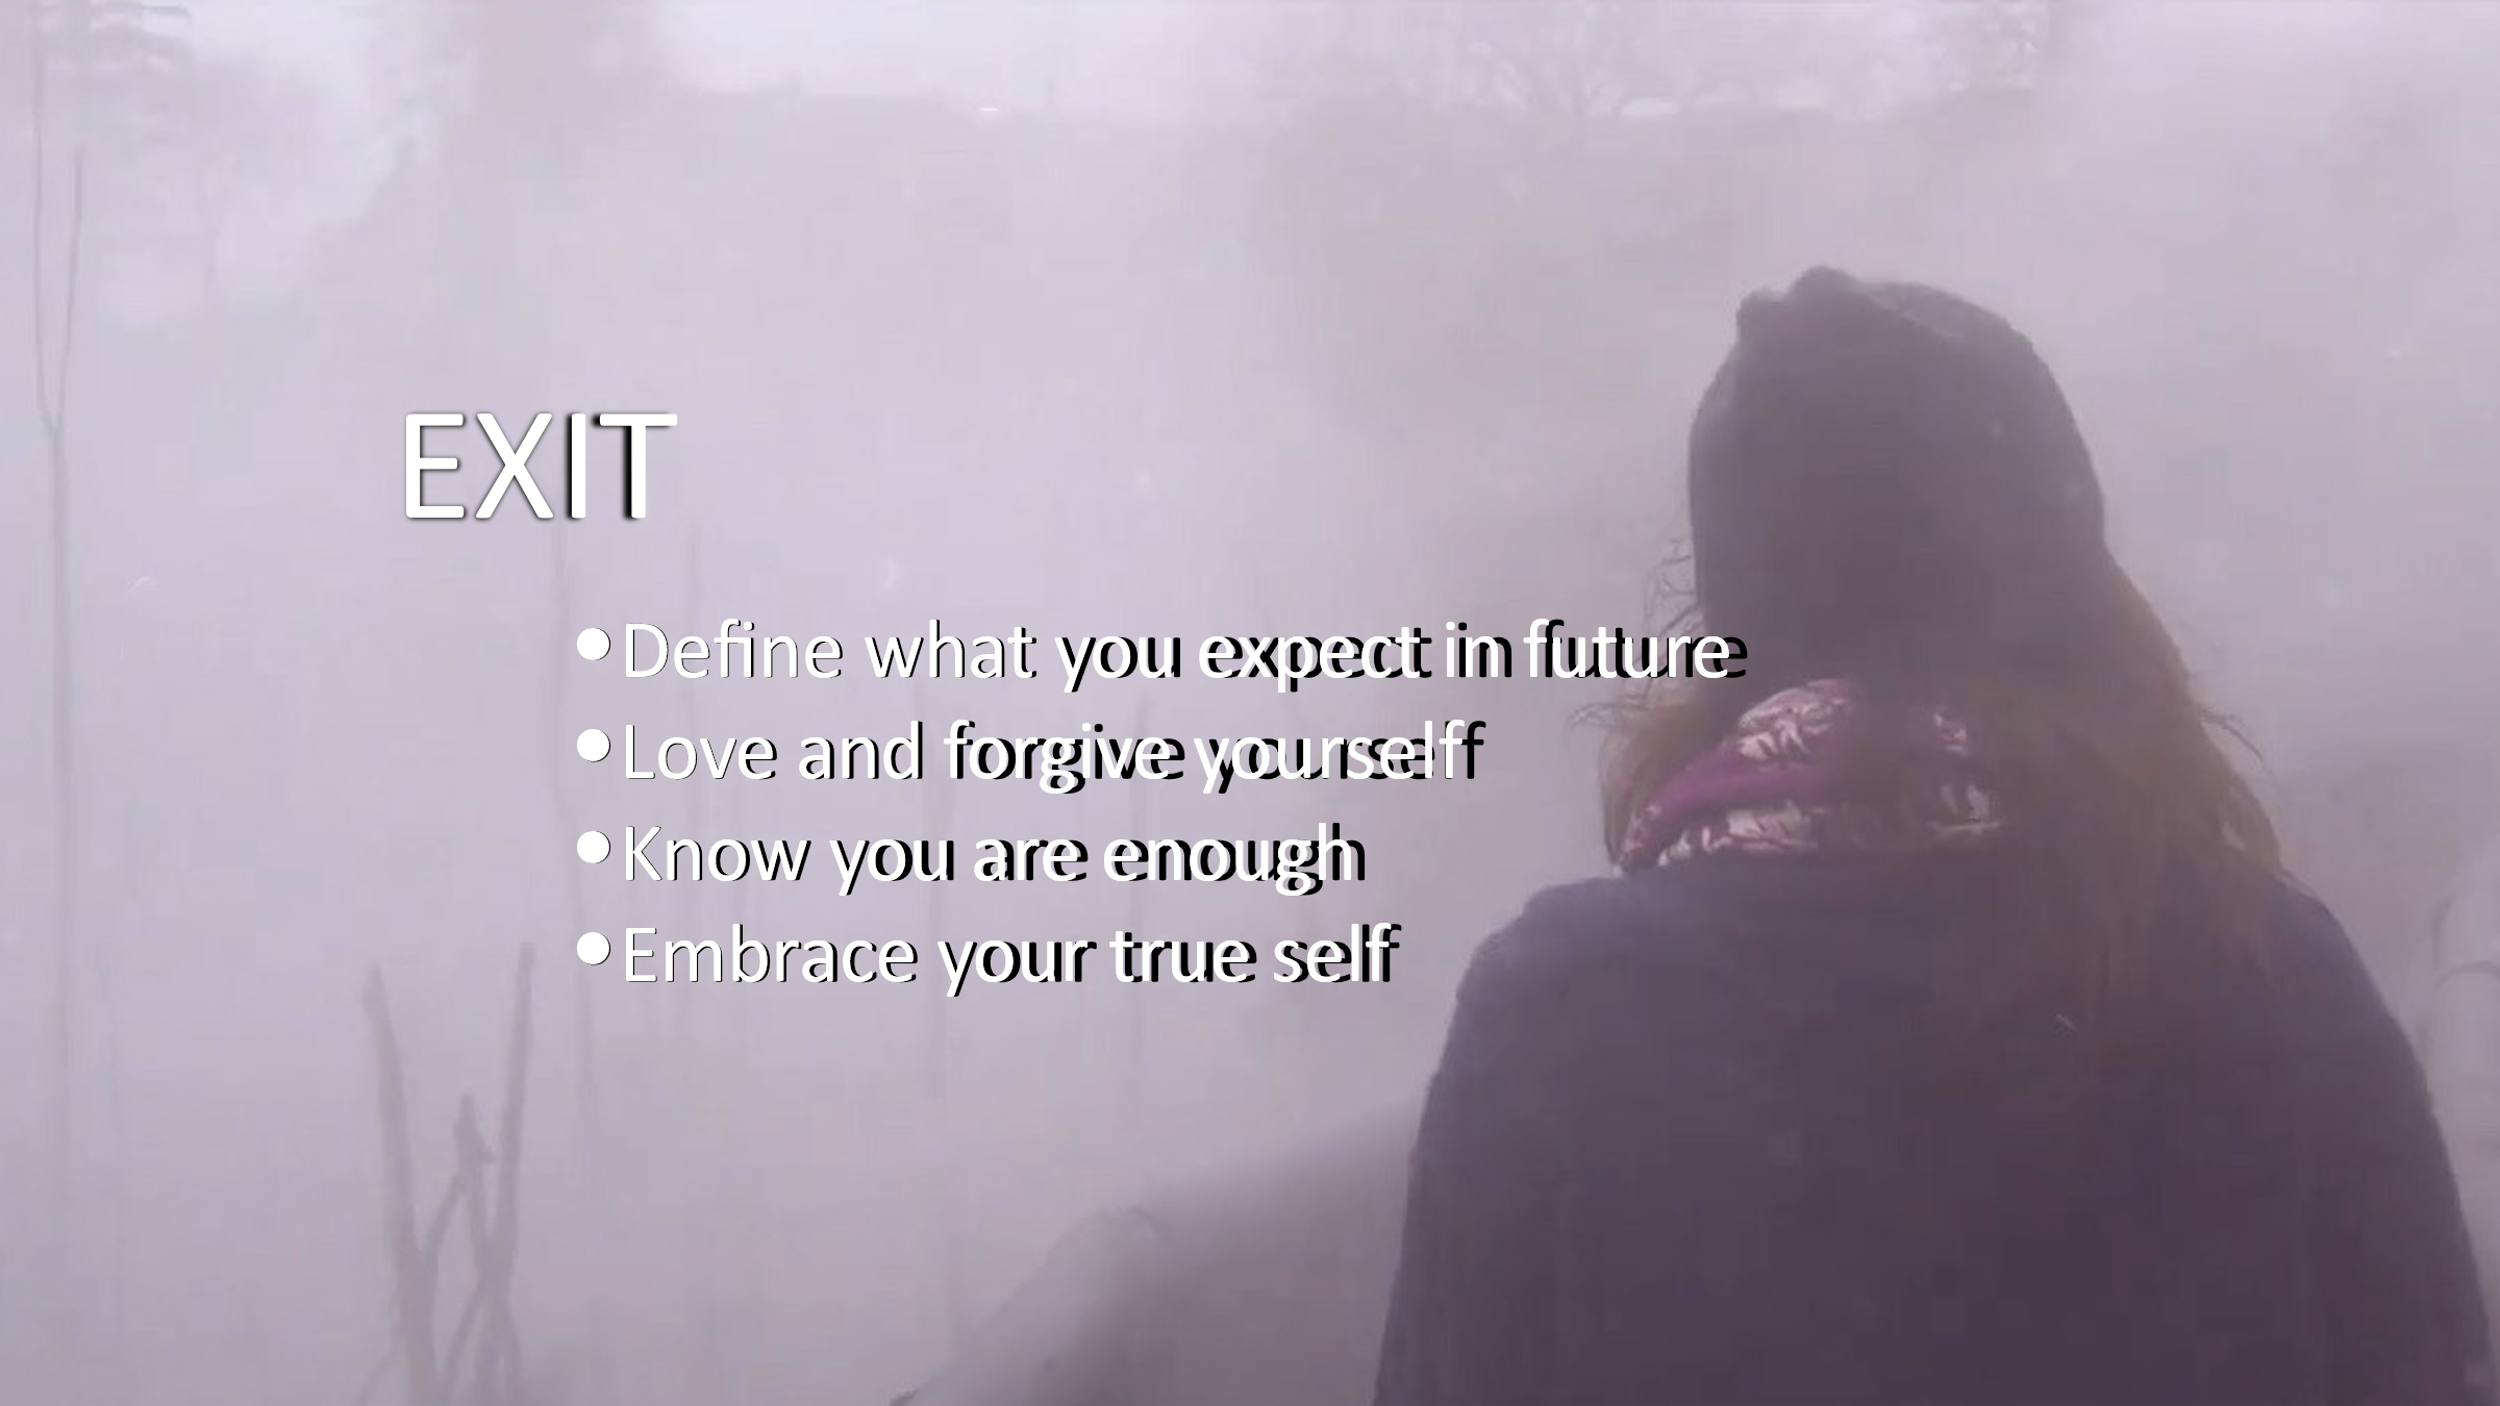 EXIT
•Define what you expect in future
•Love and forgive yourself
•Know you are enough
•Embrace your true self